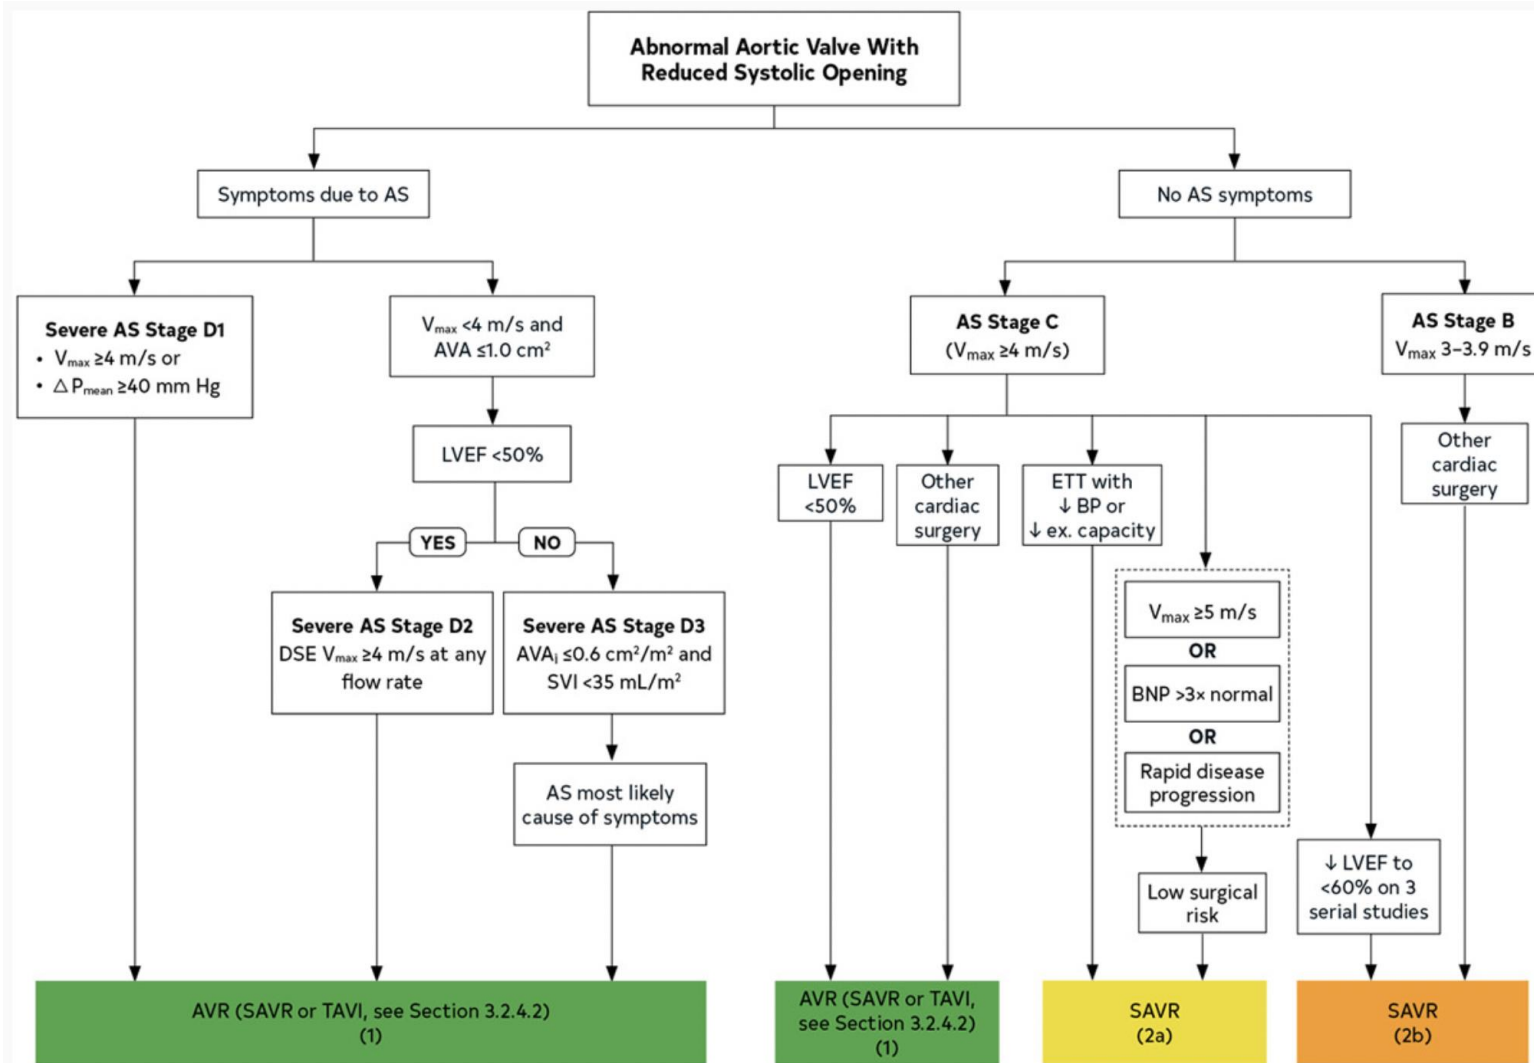 Abnormal Aortic Valve With
Reduced Systolic Opening
Symptoms due to AS
No AS symptoms
Severe AS Stage D1
• Vmax ≥4 m/s or
• △Pmean ≥40 mm Hg
Vmax <4 m/s and
AVA ≤1.0 cm²
AS Stage C
(Vmax ≥4 m/s)
AS Stage B
Vmax 3–3.9 m/s
LVEF <50%
YES
NO
Severe AS Stage D2
DSE Vmax ≥4 m/s at any
flow rate
Severe AS Stage D3
AVAi ≤0.6 cm²/m² and
SVI <35 mL/m²
AS most likely
cause of symptoms
LVEF
<50%
Other
cardiac
surgery
ETT with
↓ BP or
↓ ex. capacity
Vmax ≥5 m/s
OR
BNP >3× normal
OR
Rapid disease
progression
Low surgical
risk
↓ LVEF to
<60% on 3
serial studies
Other
cardiac
surgery
AVR (SAVR or TAVI, see Section 3.2.4.2)
(1)
AVR (SAVR or TAVI,
see Section 3.2.4.2)
(1)
SAVR
(2a)
SAVR
(2b)